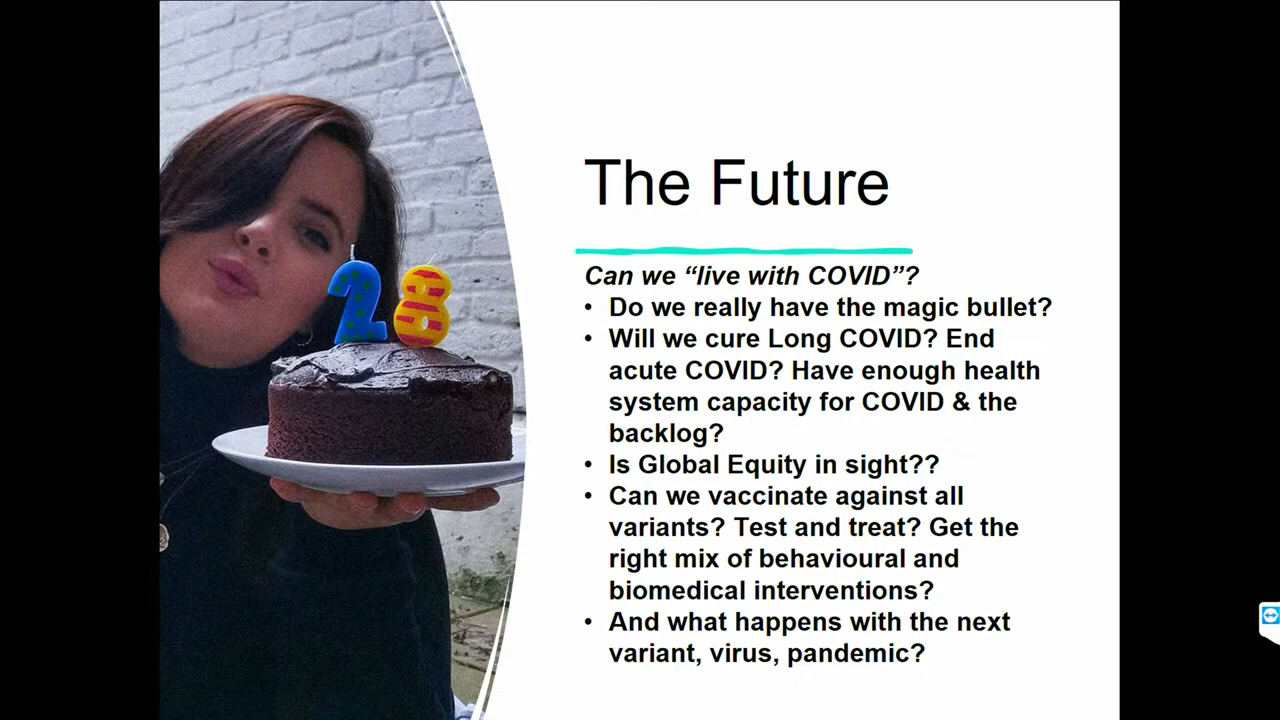 28
The Future
Can we “live with COVID”?
• Do we really have the magic bullet?
• Will we cure Long COVID? End
acute COVID? Have enough health
system capacity for COVID & the
backlog?
• Is Global Equity in sight??
• Can we vaccinate against all
variants? Test and treat? Get the
right mix of behavioural and
biomedical interventions?
• And what happens with the next
variant, virus, pandemic?